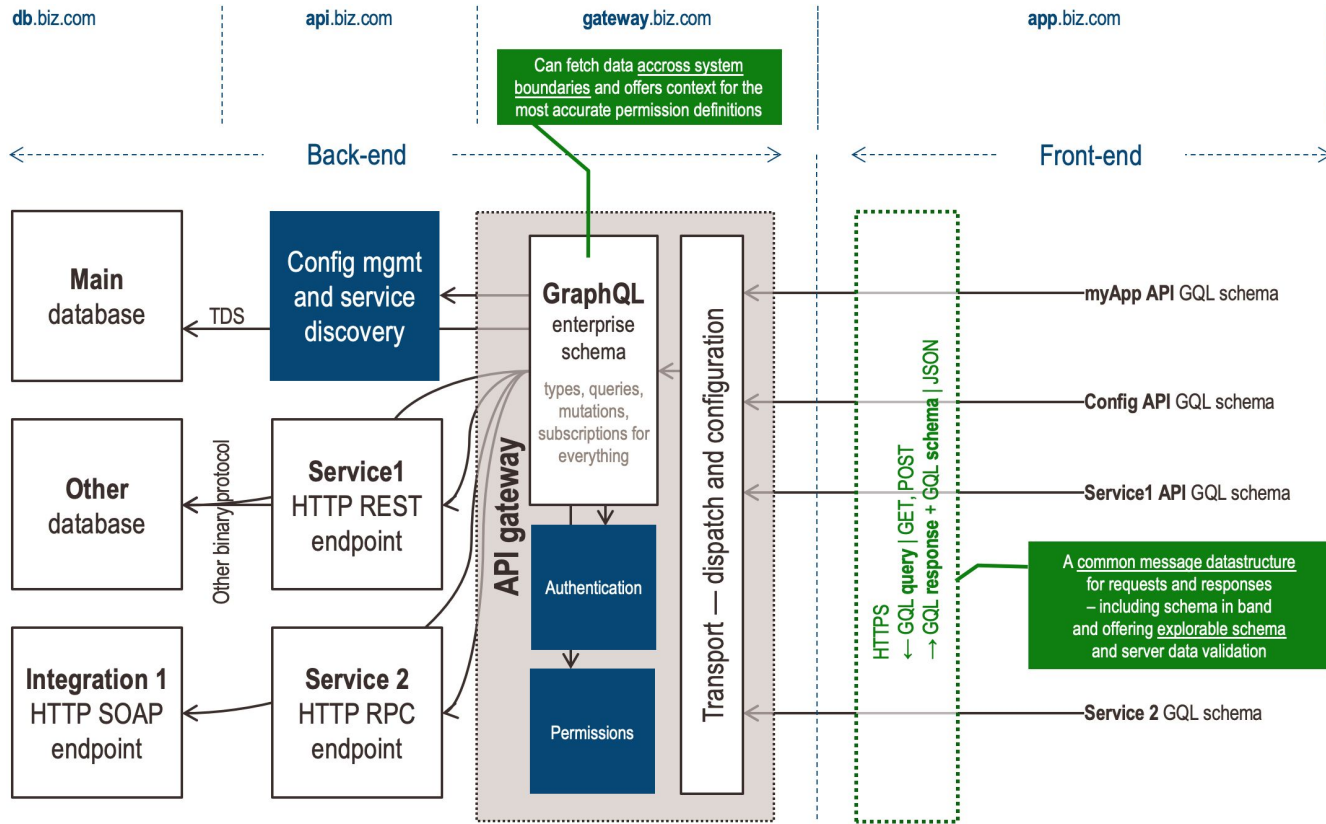 db.biz.com
api.biz.com
gateway.biz.com
app.biz.com
Can fetch data accross system
boundaries and offers context for the
most accurate permission definitions
Back-end
Front-end
Main
database
TDS
Config mgmt
and service
discovery
GraphQL
enterprise
schema
types, queries,
mutations,
subscriptions for
everything
API gateway
Transport — dispatch and configuration
HTTPS
← GQL query | GET, POST
→ GQL response + GQL schema | JSON
myApp API GQL schema
Config API GQL schema
Service1 API GQL schema
Service 2 GQL schema
Other
database
Other binary protocol
Service1
HTTP REST
endpoint
Authentication
A common message datastructure
for requests and responses
– including schema in band
and offering explorable schema
and server data validation
Integration 1
HTTP SOAP
endpoint
Service 2
HTTP RPC
endpoint
Permissions